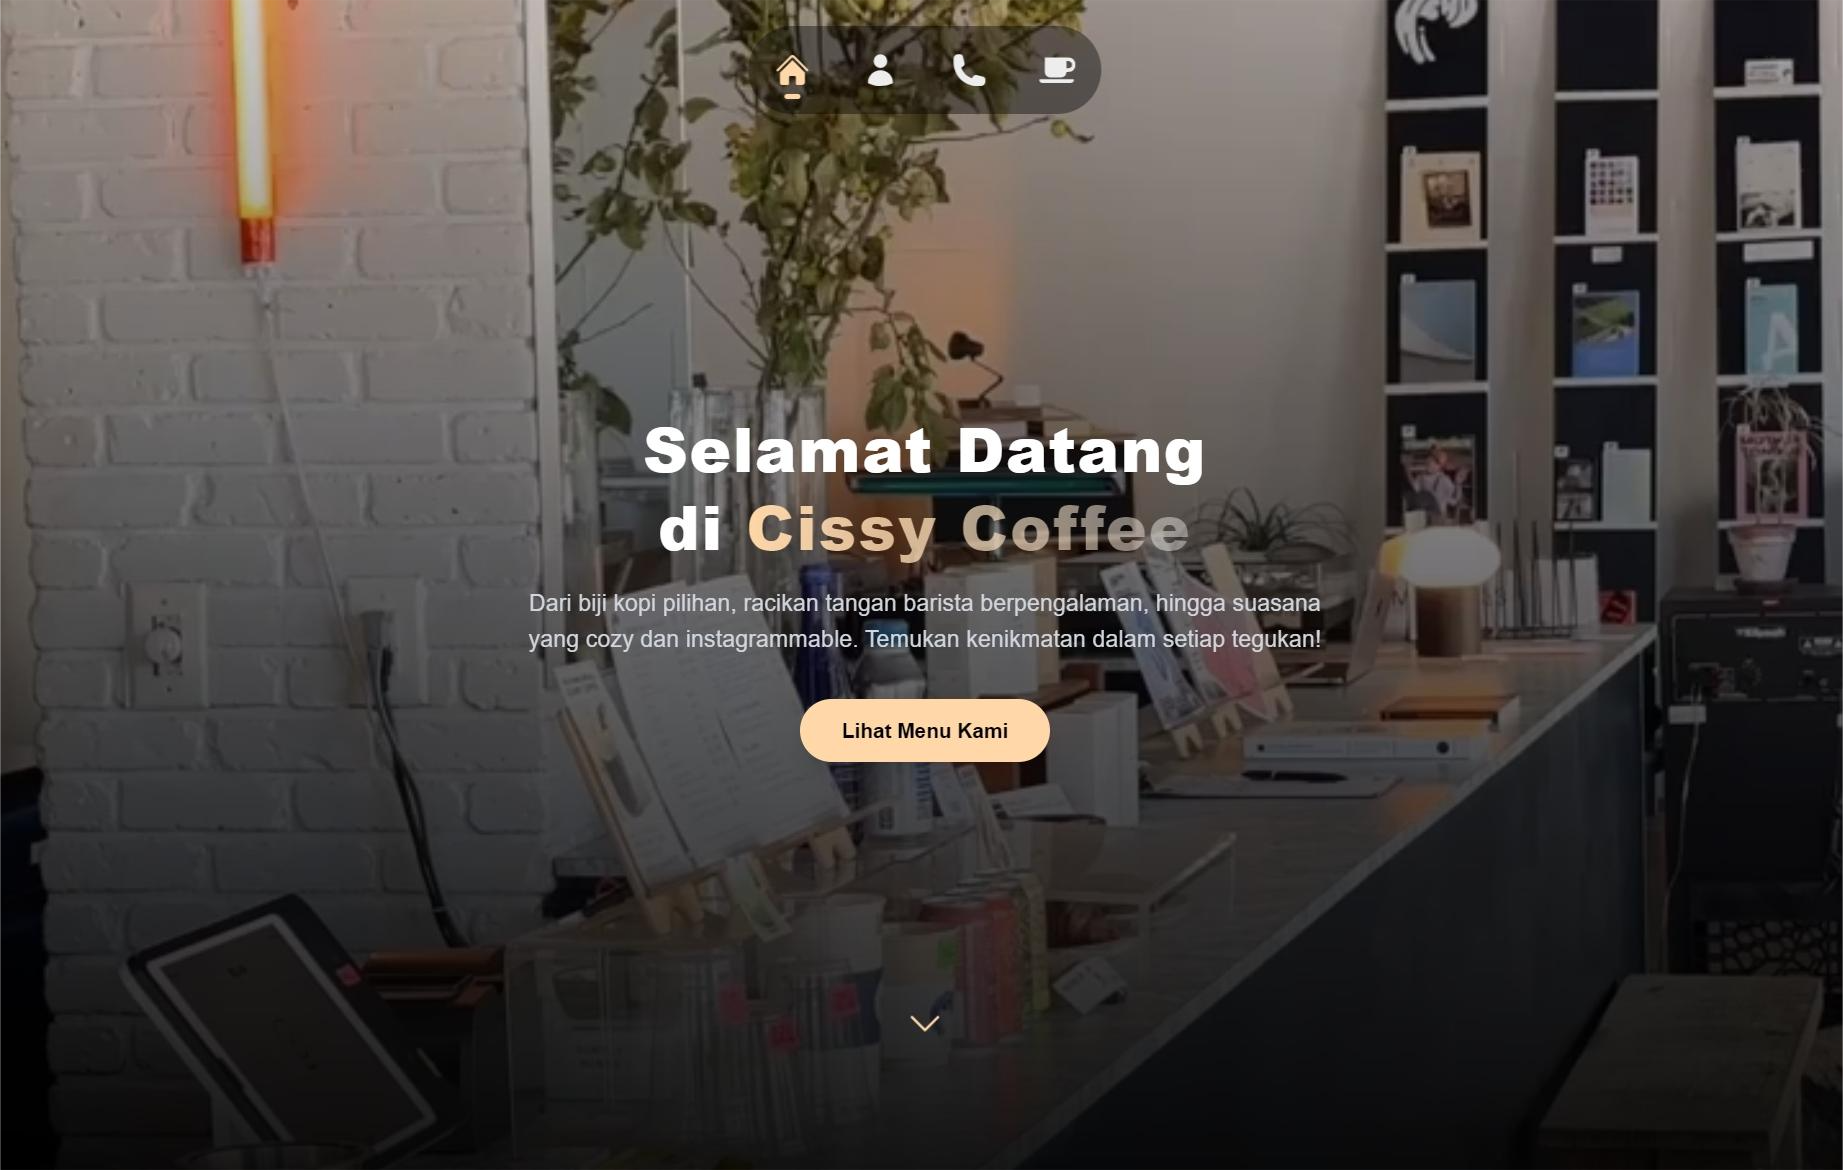 Selamat Datang
di Cissy Coffee
Dari biji kopi pilihan, racikan tangan barista berpengalaman, hingga suasana
yang cozy dan instagrammable. Temukan kenikmatan dalam setiap tegukan!
Lihat Menu Kami